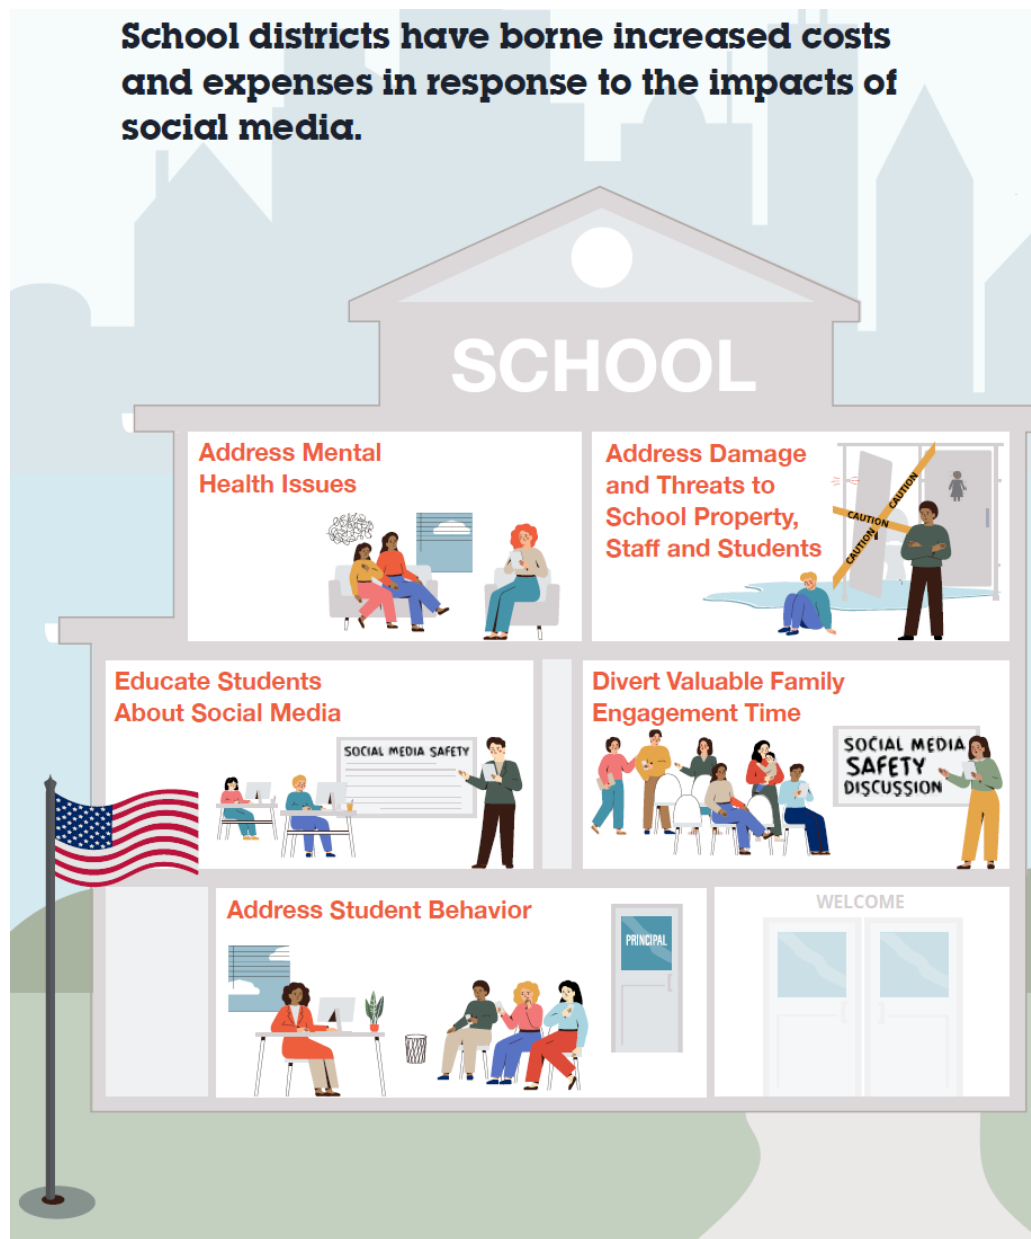 School districts have borne increased costs
and expenses in response to the impacts of
social media.
SCHOOL
Address Mental
Health Issues
Address Damage
and Threats to
School Property,
Staff and Students
CAUTION
CAUTION
CAUTION
Educate Students
About Social Media
SOCIAL MEDIA SAFETY
Divert Valuable Family
Engagement Time
SOCIAL MEDIA
SAFETY
DISCUSSION
Address Student Behavior
PRINCIPAL
WELCOME